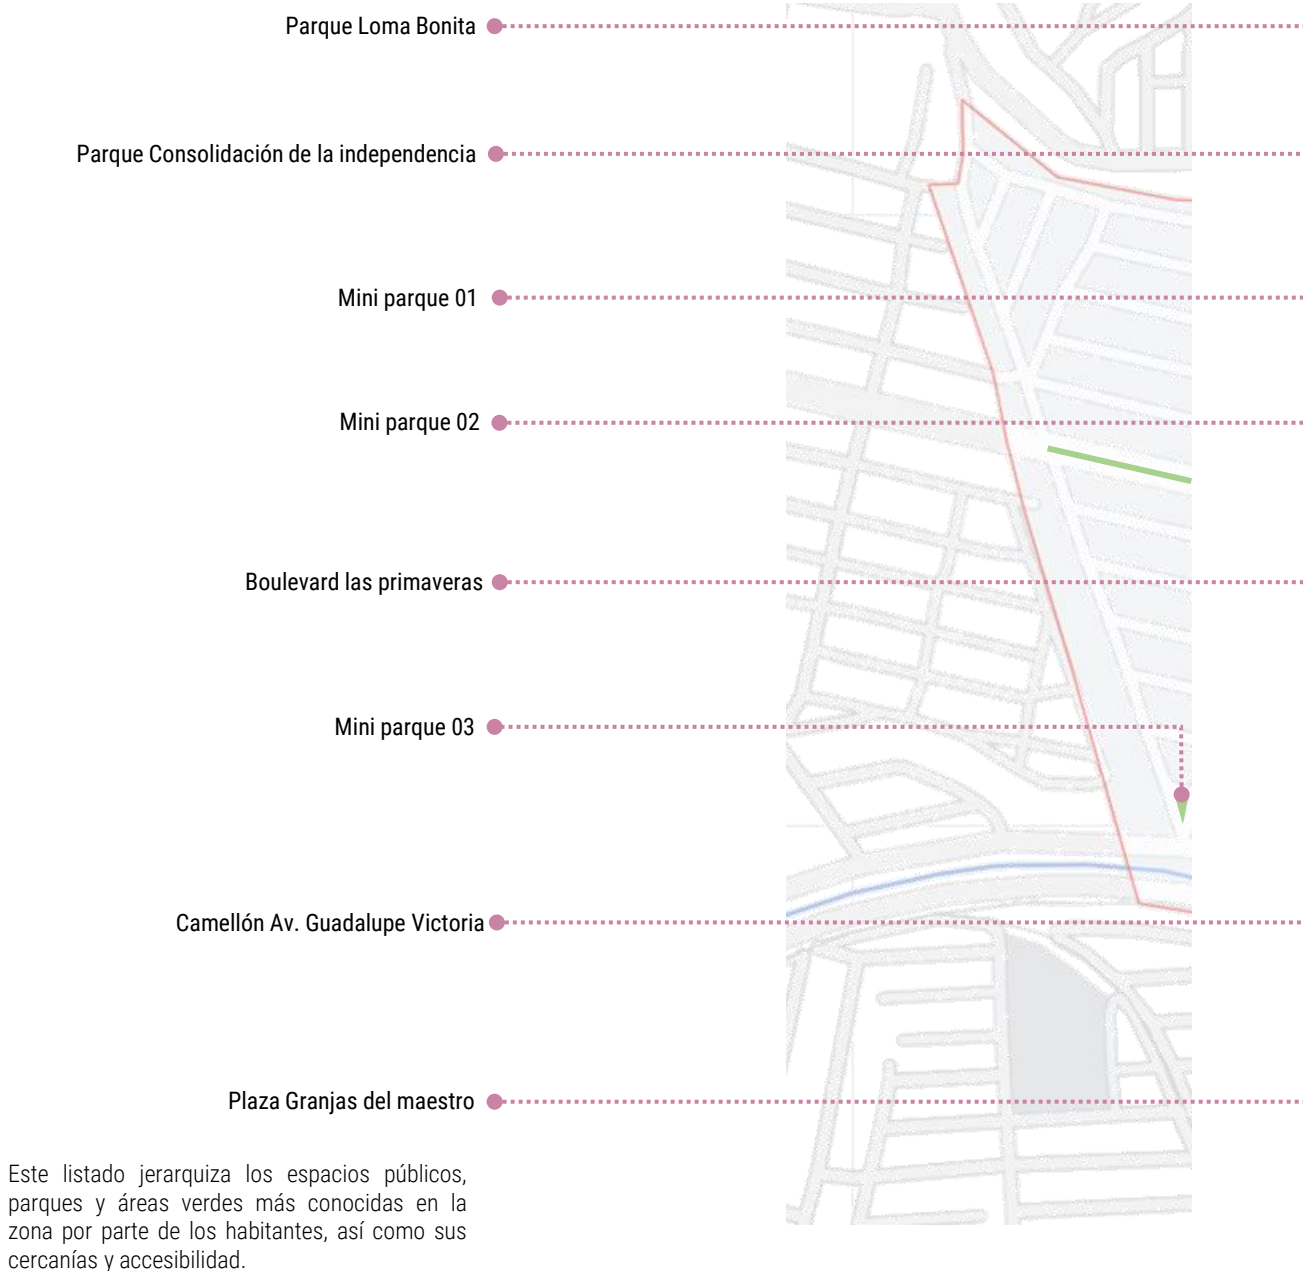 Parque Loma Bonita
Parque Consolidación de la independencia
Mini parque 01
Mini parque 02
Boulevard las primaveras
Mini parque 03
Camellón Av. Guadalupe Victoria
Plaza Granjas del maestro
Este listado jerarquiza los espacios públicos,
parques y áreas verdes más conocidas en la
zona por parte de los habitantes, así como sus
cercanías y accesibilidad.